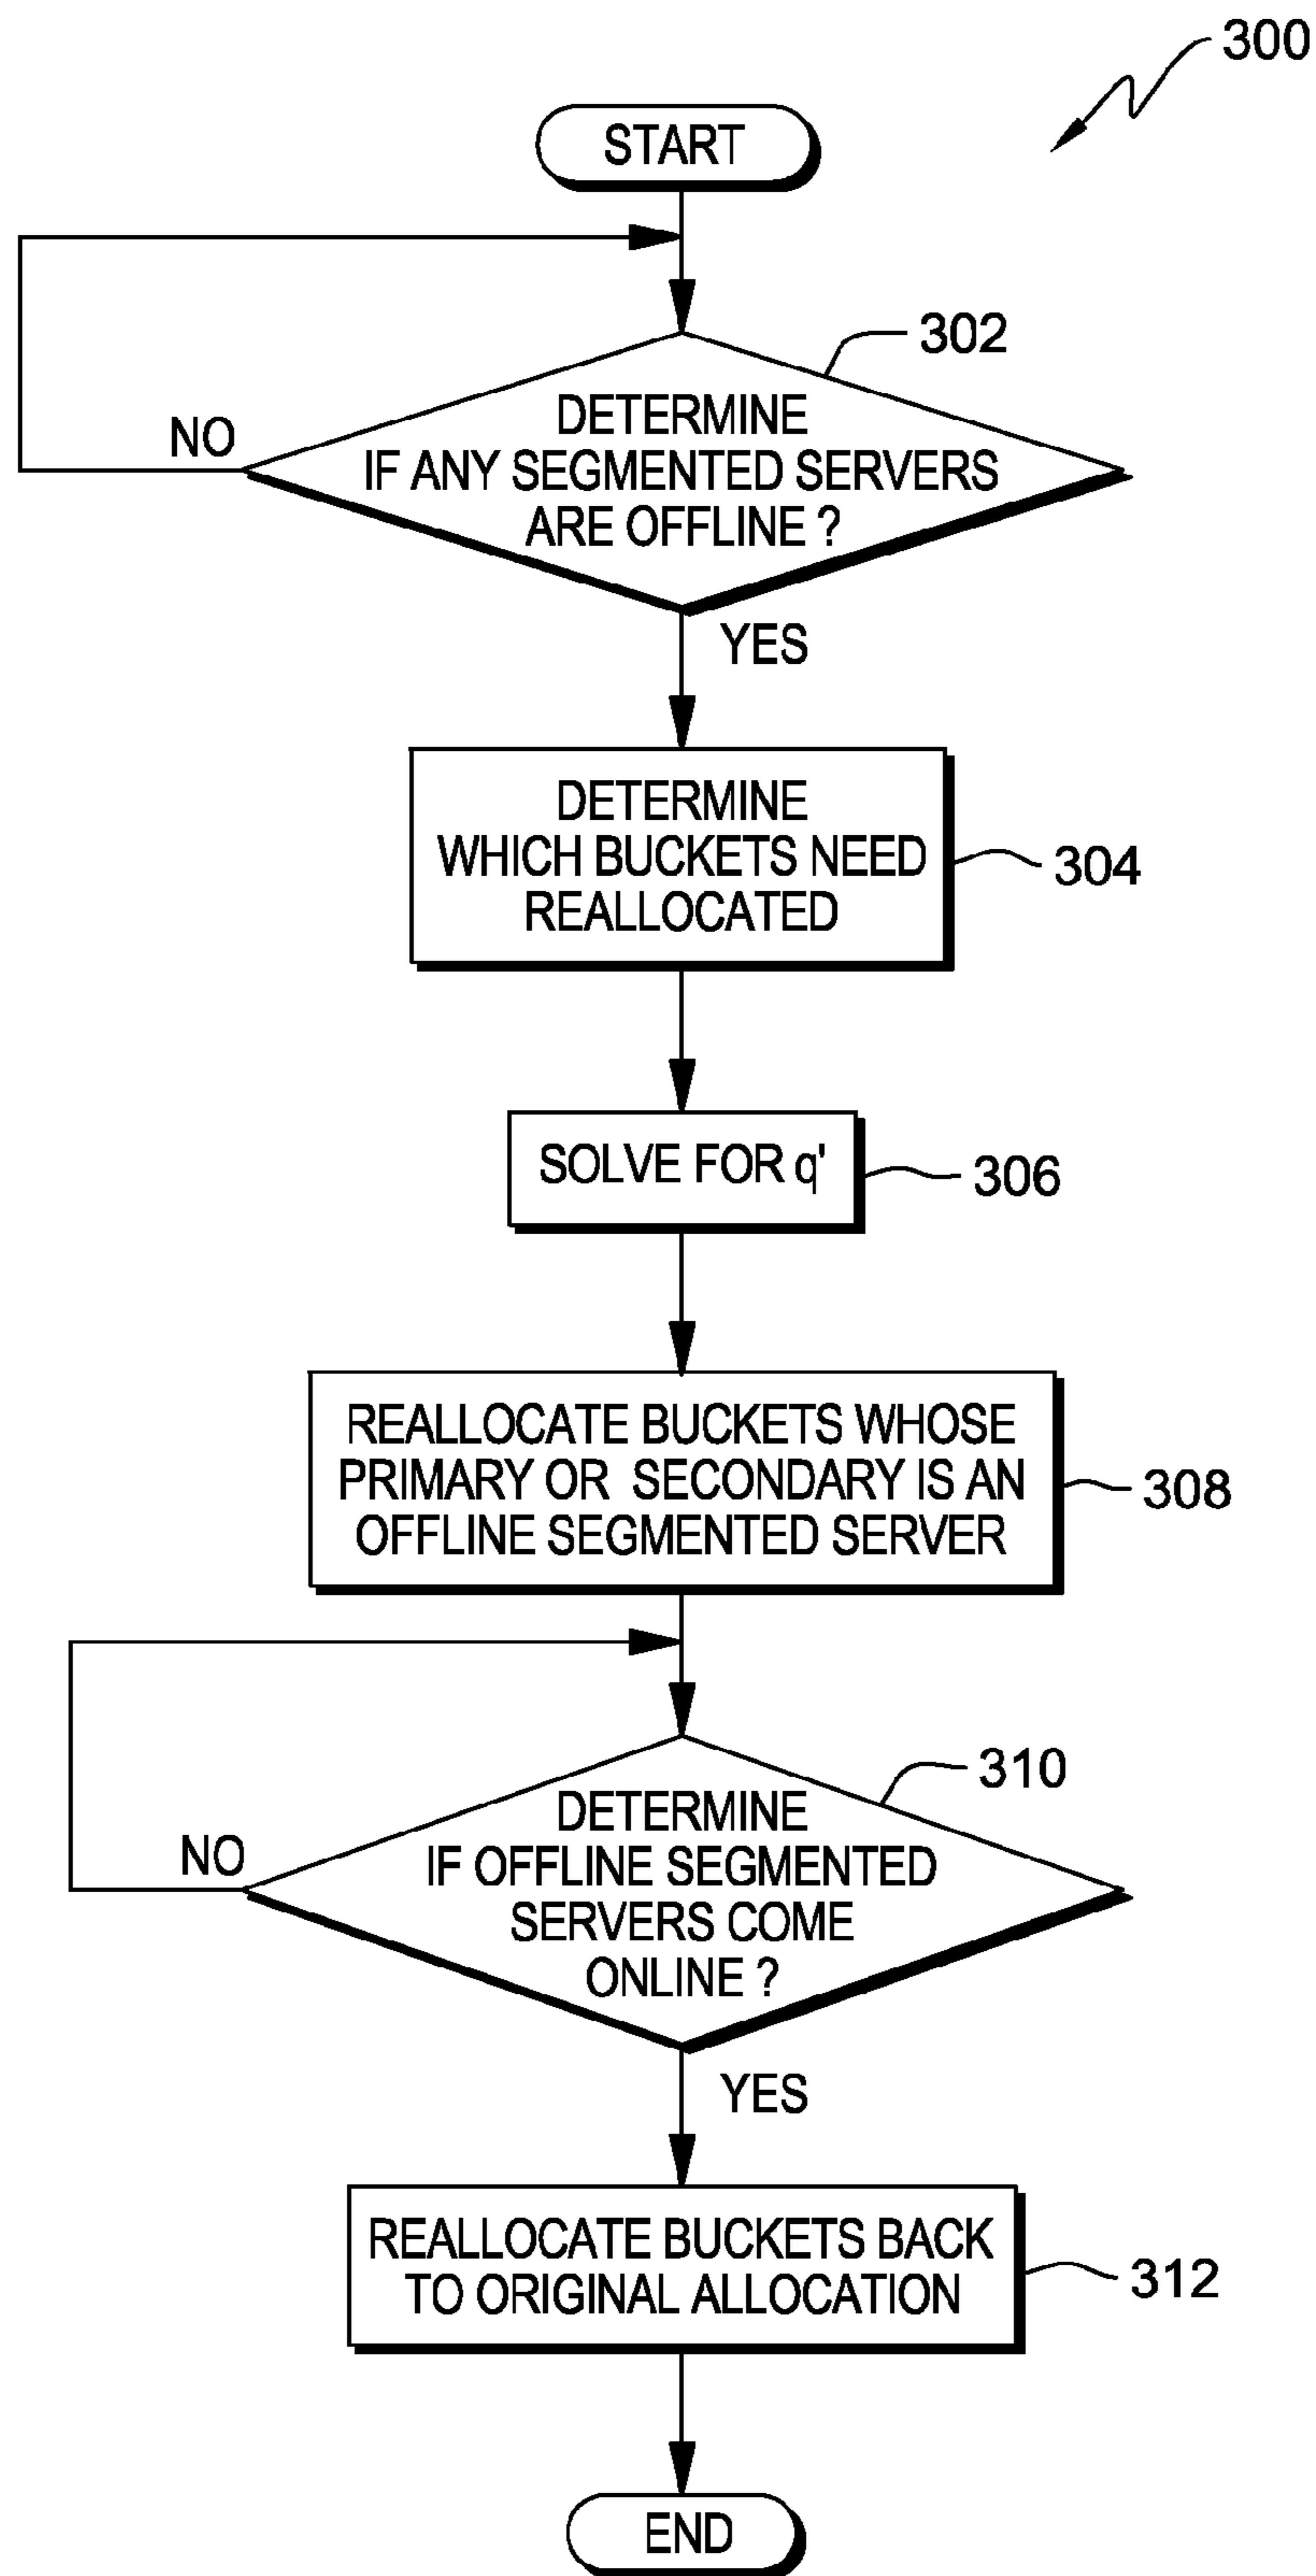 300
START
302
NO
DETERMINE
IF ANY SEGMENTED SERVERS
ARE OFFLINE ?
YES
DETERMINE
WHICH BUCKETS NEED
REALLOCATED
304
SOLVE FOR q'
306
REALLOCATE BUCKETS WHOSE
PRIMARY OR SECONDARY IS AN
OFFLINE SEGMENTED SERVER
308
310
NO
DETERMINE
IF OFFLINE SEGMENTED
SERVERS COME
ONLINE ?
YES
REALLOCATE BUCKETS BACK
TO ORIGINAL ALLOCATION
312
END